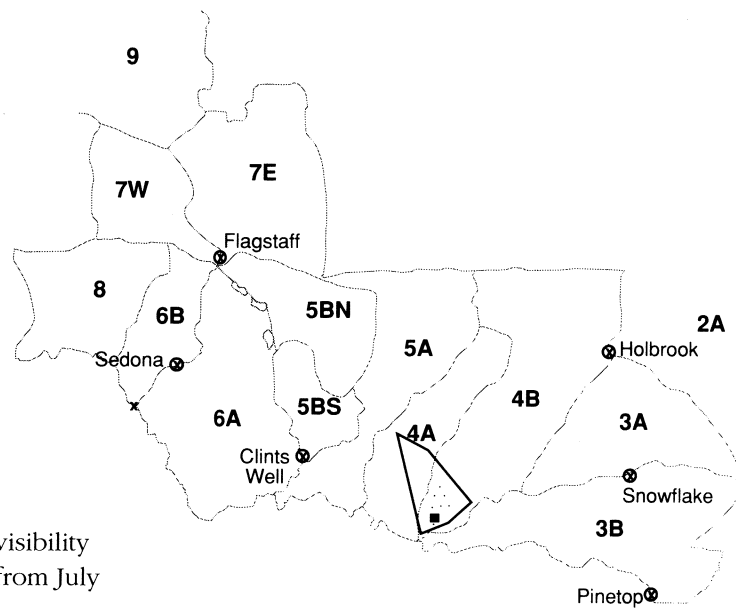 9
7E
7W
Flagstaff
8
6B
5BN
2A
5A
Holbrook
Sedona
4B
5BS
6A
3A
4A
Clints
Well
Snowflake
3B
visibility
from July
Pinetop